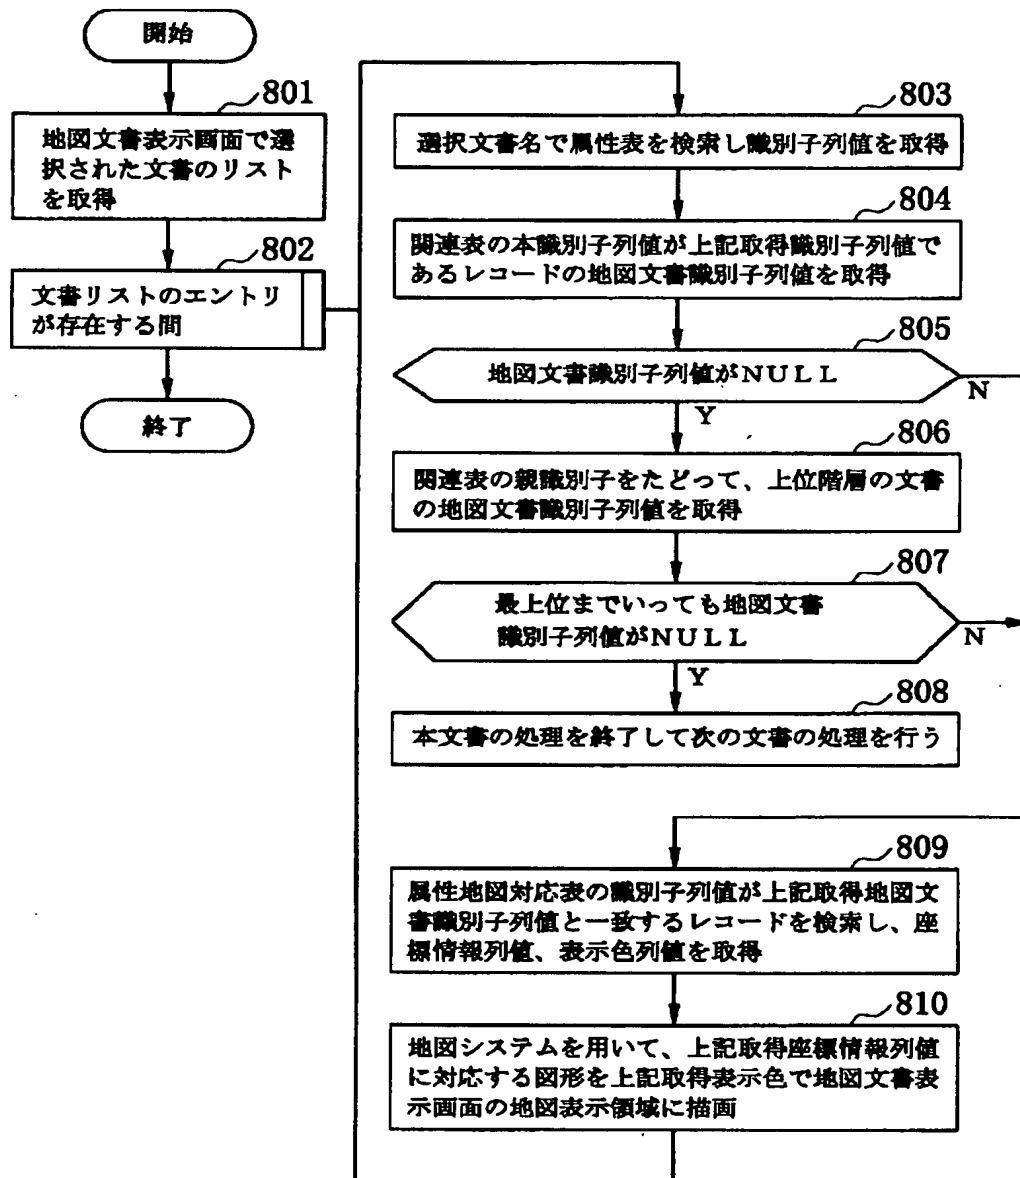 開始
801
地図文書表示画面で選
択された文書のリスト
を取得
802
文書リストのエントリ
が存在する間
終了
803
選択文書名で属性表を検索し識別子列値を取得
804
関連表の本識別子列値が上記取得識別子列値で
あるレコードの地図文書識別子列値を取得
805
地図文書識別子列値がNULL
N
Y
806
関連表の親識別子をたどって、上位階層の文書
の地図文書識別子列値を取得
807
最上位までいっても地図文書
識別子列値がNULL
N
Y
808
本文書の処理を終了して次の文書の処理を行う
809
属性地図対応表の識別子列値が上記取得地図文
書識別子列値と一致するレコードを検索し、座
標情報列値、表示色列値を取得
810
地図システムを用いて、上記取得座標情報列値
に対応する図形を上記取得表示色で地図文書表
示画面の地図表示領域に描画